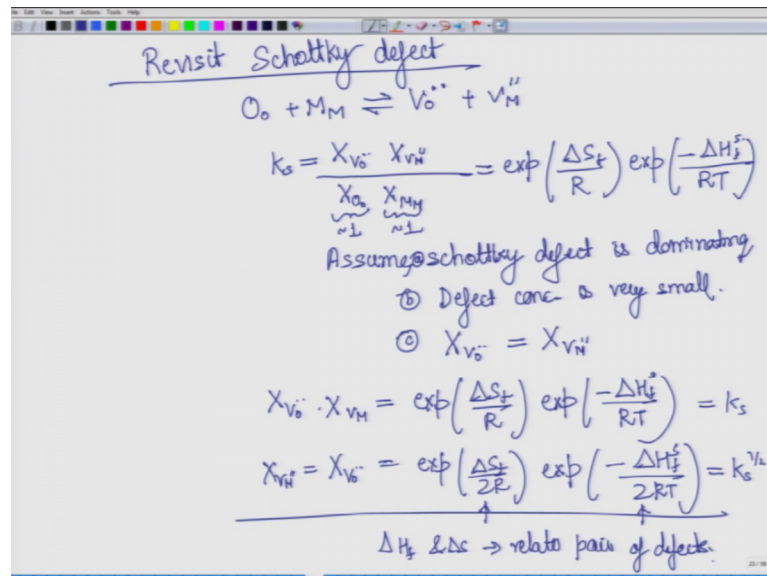 Revisit Schottky defect
O₀ + M_M ⇌ V_O^•• + V_M^''
K_s = X_{V_O^••} X_{V_M^''} / X_{O_O} X_{M_M} = exp(ΔS_f/R) exp(-ΔH_f^s/RT)
~1 ~1
Assume, ⓐ schottky defect is dominating
ⓑ Defect conc is very small.
ⓒ X_{V_O^••} = X_{V_M^''}
X_{V_O^••} . X_{V_M} = exp(ΔS_f/R) exp(-ΔH_f^s/RT) = K_s
X_{V_M^''} = X_{V_O^••} = exp(ΔS_f/2R) exp(-ΔH_f^s/2RT) = K_s^{1/2}
ΔH_f & ΔS → relato pair of defects.